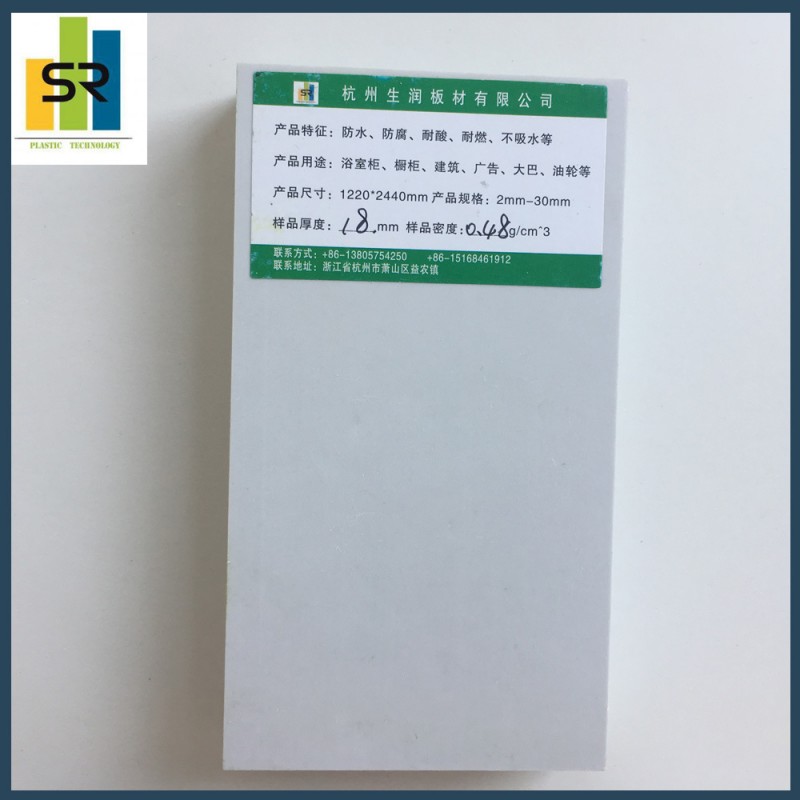 SR
PLASTIC TECHNOLOGY
SR
杭州生润板材有限公司
产品特征：防水、防腐、耐酸、耐燃、不吸水等
产品用途：浴室柜、橱柜、建筑、广告、大巴、油轮等
产品尺寸：1220*2440mm 产品规格：2mm-30mm
样品厚度：18.mm 样品密度：0.48g/cm^3
联系方式：+86-13805754250 +86-15168461912
联系地址：浙江省杭州市萧山区益农镇